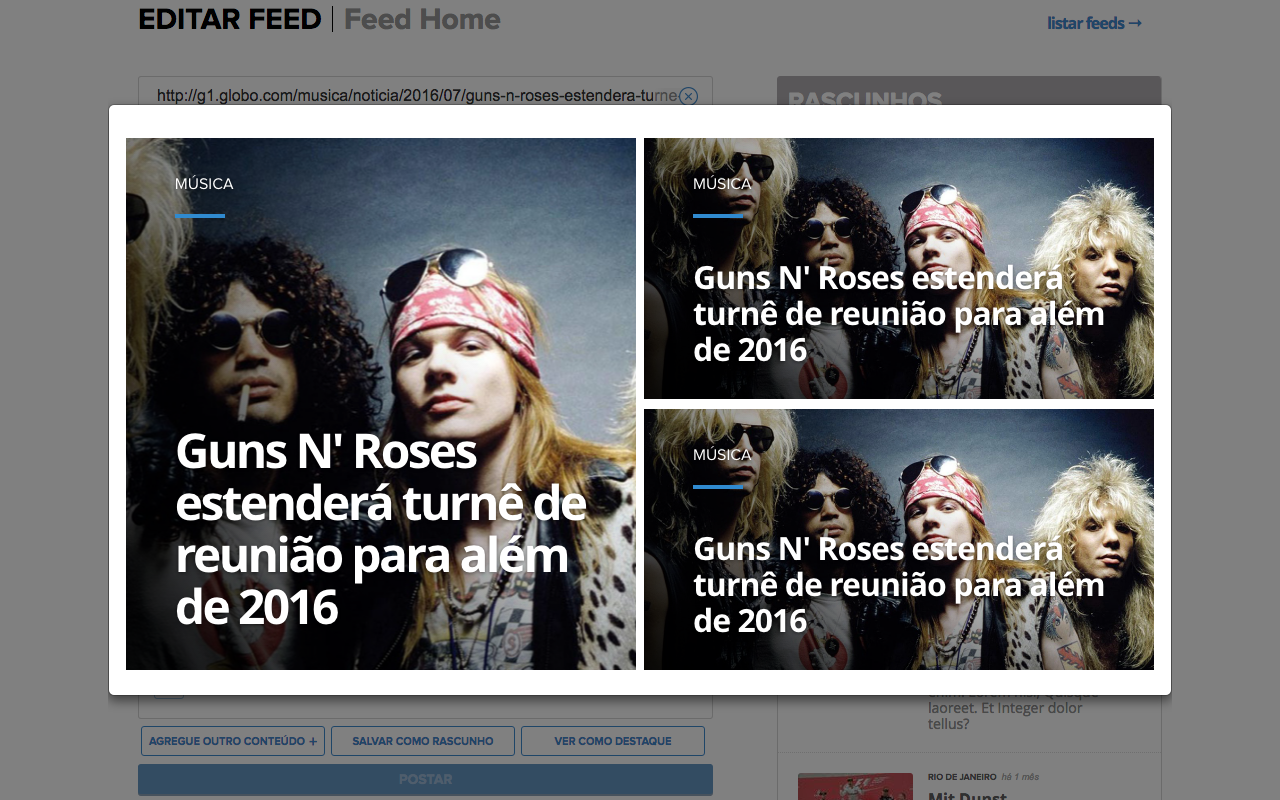 EDITAR FEED | Feed Home
listar feeds →
http://g1.globo.com/musica/noticia/2016/07/guns-n-roses-estendera-turne
RASCUNHOS
MÚSICA
Guns N' Roses
estenderá turnê de
reunião para além
de 2016
MÚSICA
Guns N' Roses estenderá
turnê de reunião para além
de 2016
MÚSICA
Guns N' Roses estenderá
turnê de reunião para além
de 2016
laoreet. Et Integer dolor
tellus?
AGREGUE OUTRO CONTEÚDO +
SALVAR COMO RASCUNHO
VER COMO DESTAQUE
POSTAR
RIO DE JANEIRO há 1 mês
Mit Dunst